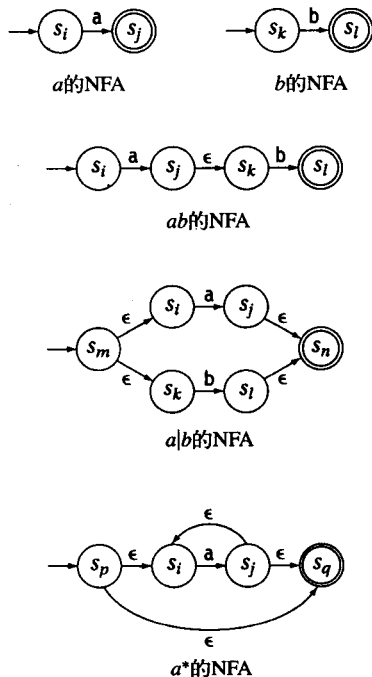 a b
s_i s_j s_k s_l
a的NFA b的NFA
a ϵ b
s_i s_j s_k s_l
ab的NFA
a
s_i s_j
ϵ ϵ
s_m s_n
ϵ ϵ
b
s_k s_l
a|b的NFA
ϵ
ϵ a ϵ
s_p s_i s_j s_q
ϵ
a*的NFA